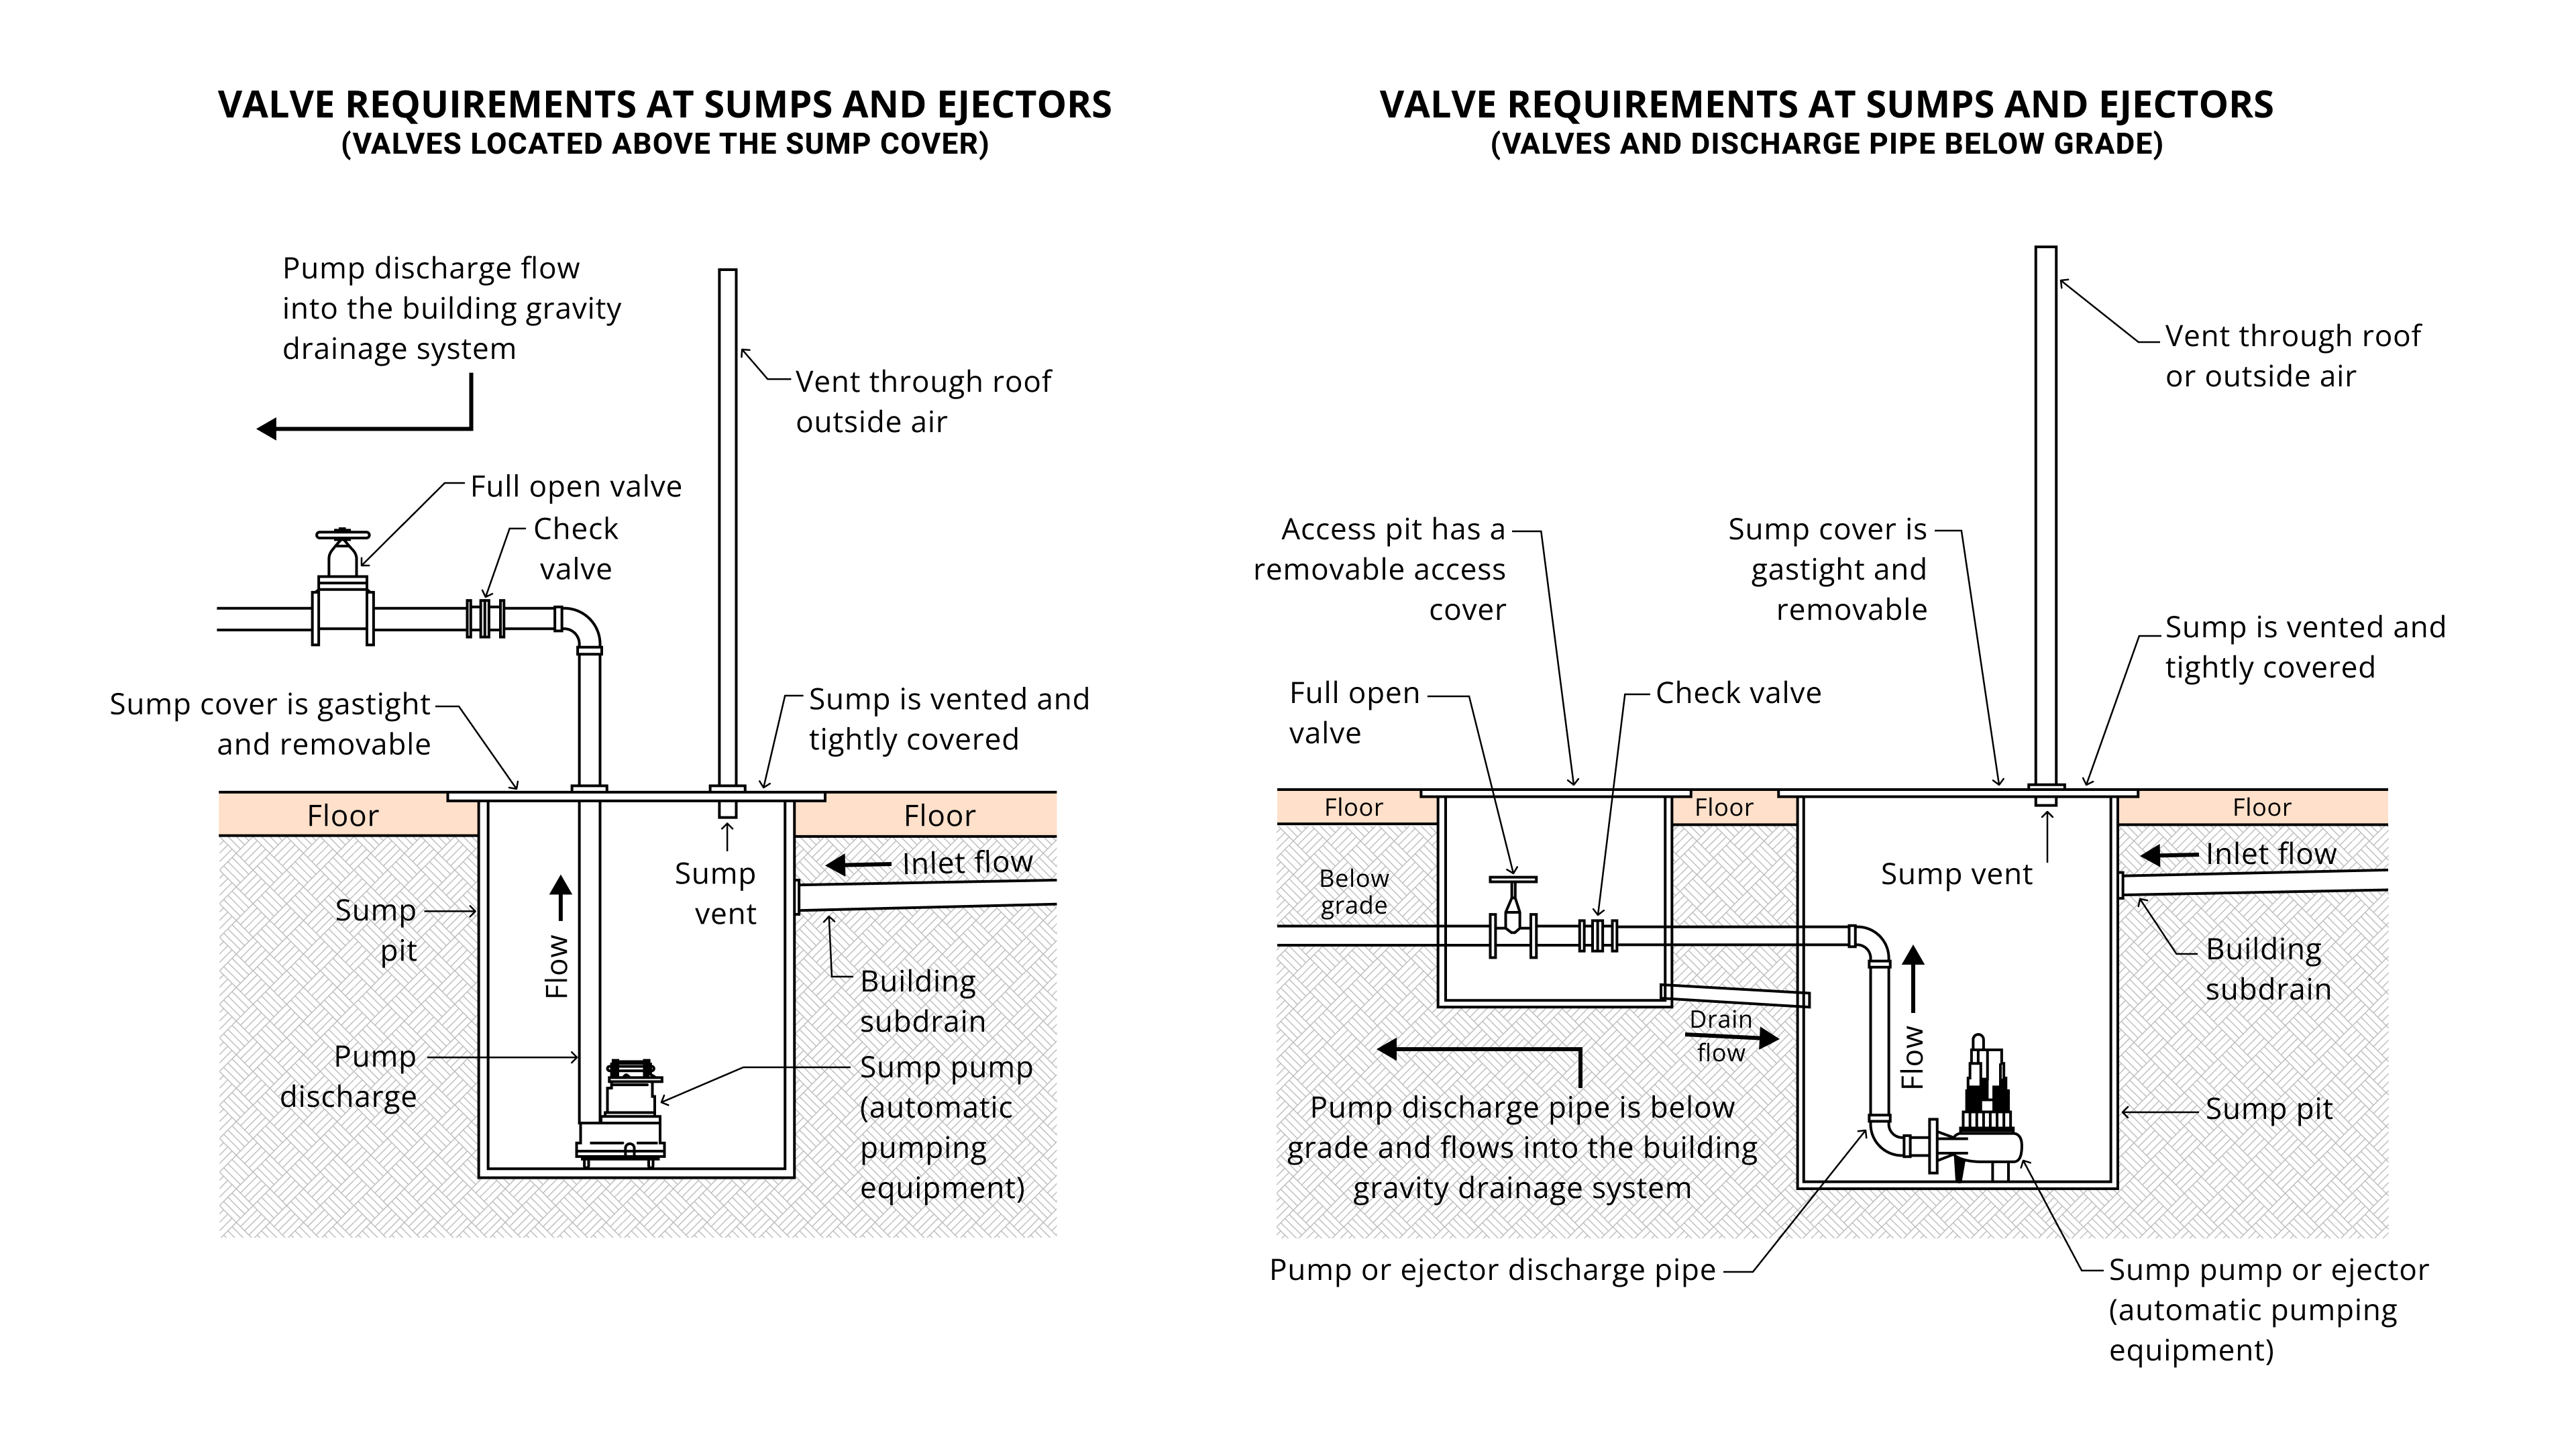 VALVE REQUIREMENTS AT SUMPS AND EJECTORS
(VALVES LOCATED ABOVE THE SUMP COVER)
Pump discharge flow
into the building gravity
drainage system
Vent through roof
outside air
Full open valve
Check
valve
Sump cover is gastight
and removable
Sump is vented and
tightly covered
Floor
Floor
Inlet flow
Sump
vent
Sump
pit
Flow
Building
subdrain
Pump
discharge
Sump pump
(automatic
pumping
equipment)
VALVE REQUIREMENTS AT SUMPS AND EJECTORS
(VALVES AND DISCHARGE PIPE BELOW GRADE)
Vent through roof
or outside air
Access pit has a
removable access
cover
Sump cover is
gastight and
removable
Sump is vented and
tightly covered
Full open
valve
Check valve
Floor
Floor
Floor
Below
grade
Sump vent
Inlet flow
Building
subdrain
Drain
flow
Flow
Pump discharge pipe is below
grade and flows into the building
gravity drainage system
Sump pit
Pump or ejector discharge pipe
Sump pump or ejector
(automatic pumping
equipment)